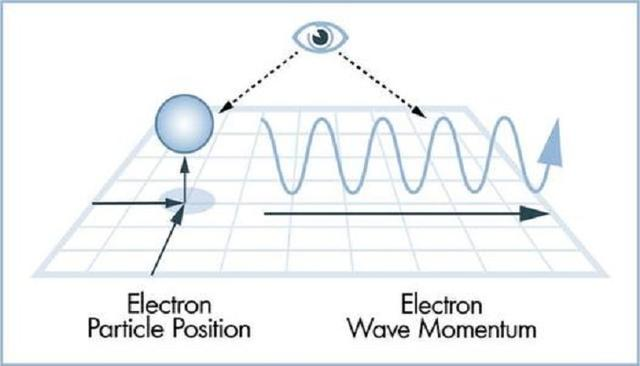 Electron
Particle Position
Electron
Wave Momentum